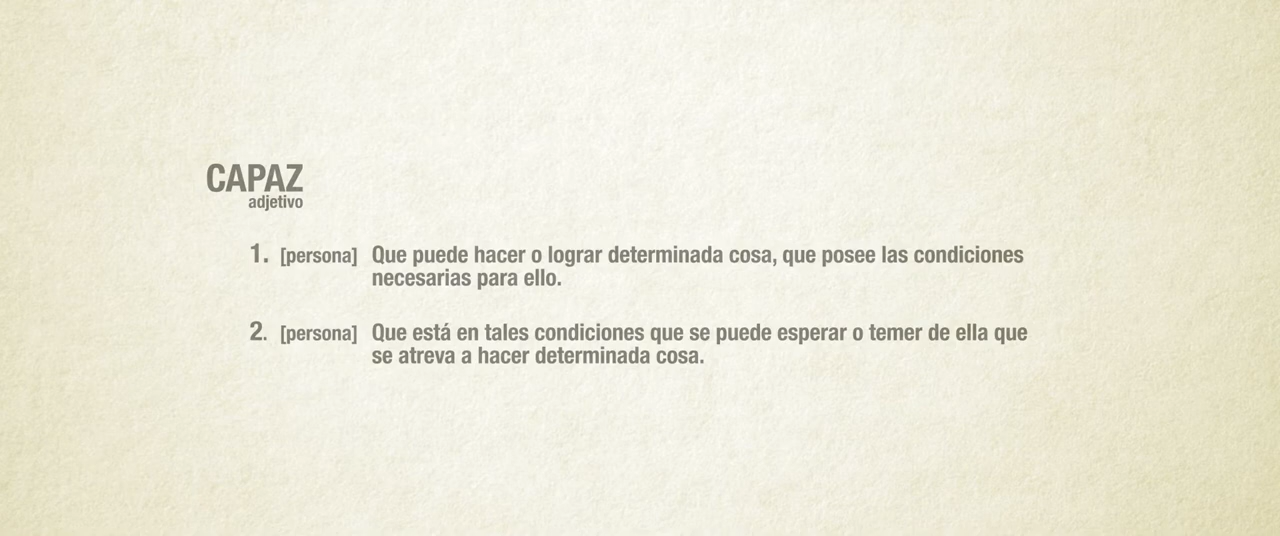 CAPAZ
adjetivo
1. [persona] Que puede hacer o lograr determinada cosa, que posee las condiciones
necesarias para ello.
2. [persona] Que está en tales condiciones que se puede esperar o temer de ella que
se atreva a hacer determinada cosa.